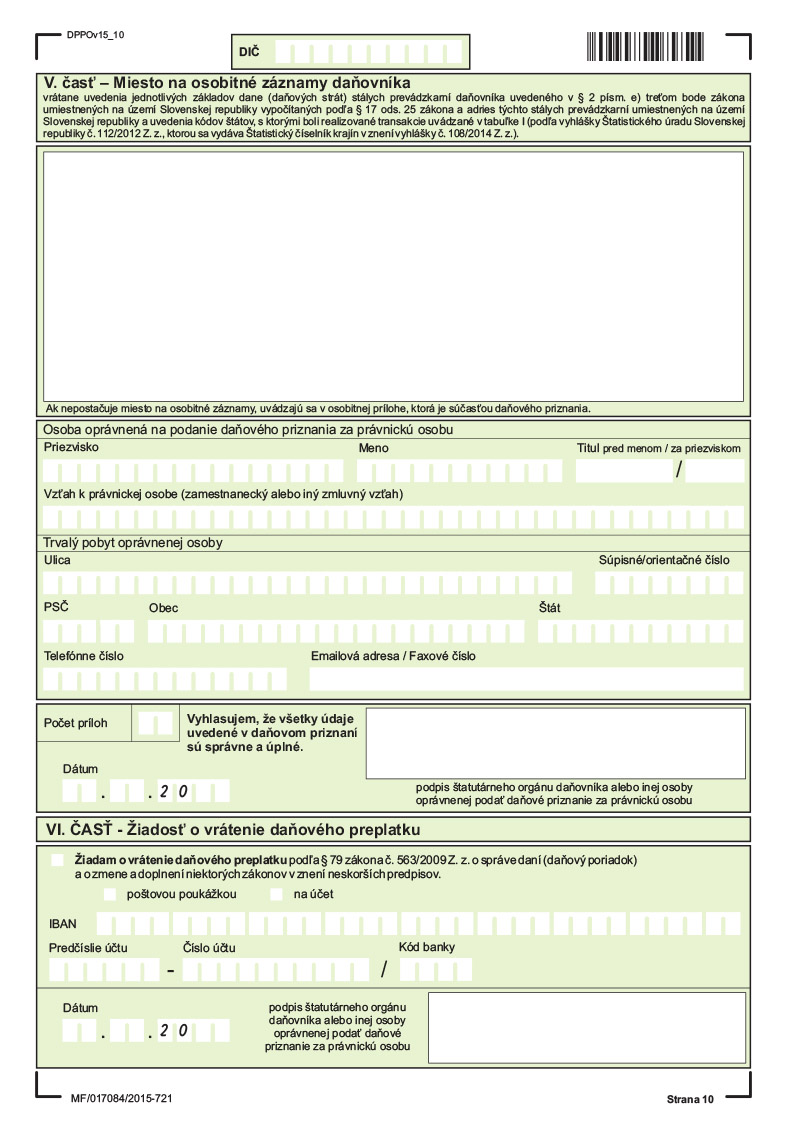 DPPOv15_10
DIČ
V. časť – Miesto na osobitné záznamy daňovníka
vrátane uvedenia jednotlivých základov dane (daňových strát) stálych prevádzkarní daňovníka uvedeného v § 2 písm. e) treťom bode zákona
umiestnených na území Slovenskej republiky vypočítaných podľa § 17 ods. 25 zákona a adries týchto stálych prevádzkarní umiestnených na území
Slovenskej republiky a uvedenia kódov štátov, s ktorými boli realizované transakcie uvádzané v tabuľke I (podľa vyhlášky Štatistického úradu Slovenskej
republiky č. 112/2012 Z. z., ktorou sa vydáva Štatistický číselník krajín v znení vyhlášky č. 108/2014 Z. z.).
Ak nepostačuje miesto na osobitné záznamy, uvádzajú sa v osobitnej prílohe, ktorá je súčasťou daňového priznania.
Osoba oprávnená na podanie daňového priznania za právnickú osobu
Priezvisko Meno Titul pred menom / za priezviskom
/
Vzťah k právnickej osobe (zamestnanecký alebo iný zmluvný vzťah)
Trvalý pobyt oprávnenej osoby
Ulica Súpisné/orientačné číslo
PSČ Obec Štát
Telefónne číslo Emailová adresa / Faxové číslo
Počet príloh
Vyhlasujem, že všetky údaje
uvedené v daňovom priznaní
sú správne a úplné.
Dátum
. . 2 0
podpis štatutárneho orgánu daňovníka alebo inej osoby
oprávnenej podať daňové priznanie za právnickú osobu
VI. ČASŤ - Žiadosť o vrátenie daňového preplatku
Žiadam o vrátenie daňového preplatku podľa § 79 zákona č. 563/2009 Z. z. o správe daní (daňový poriadok)
a o zmene a doplnení niektorých zákonov v znení neskorších predpisov.
poštovou poukážkou na účet
IBAN
Predčíslie účtu Číslo účtu Kód banky
- /
Dátum
. . 2 0
podpis štatutárneho orgánu
daňovníka alebo inej osoby
oprávnenej podať daňové
priznanie za právnickú osobu
MF/017084/2015-721 Strana 10